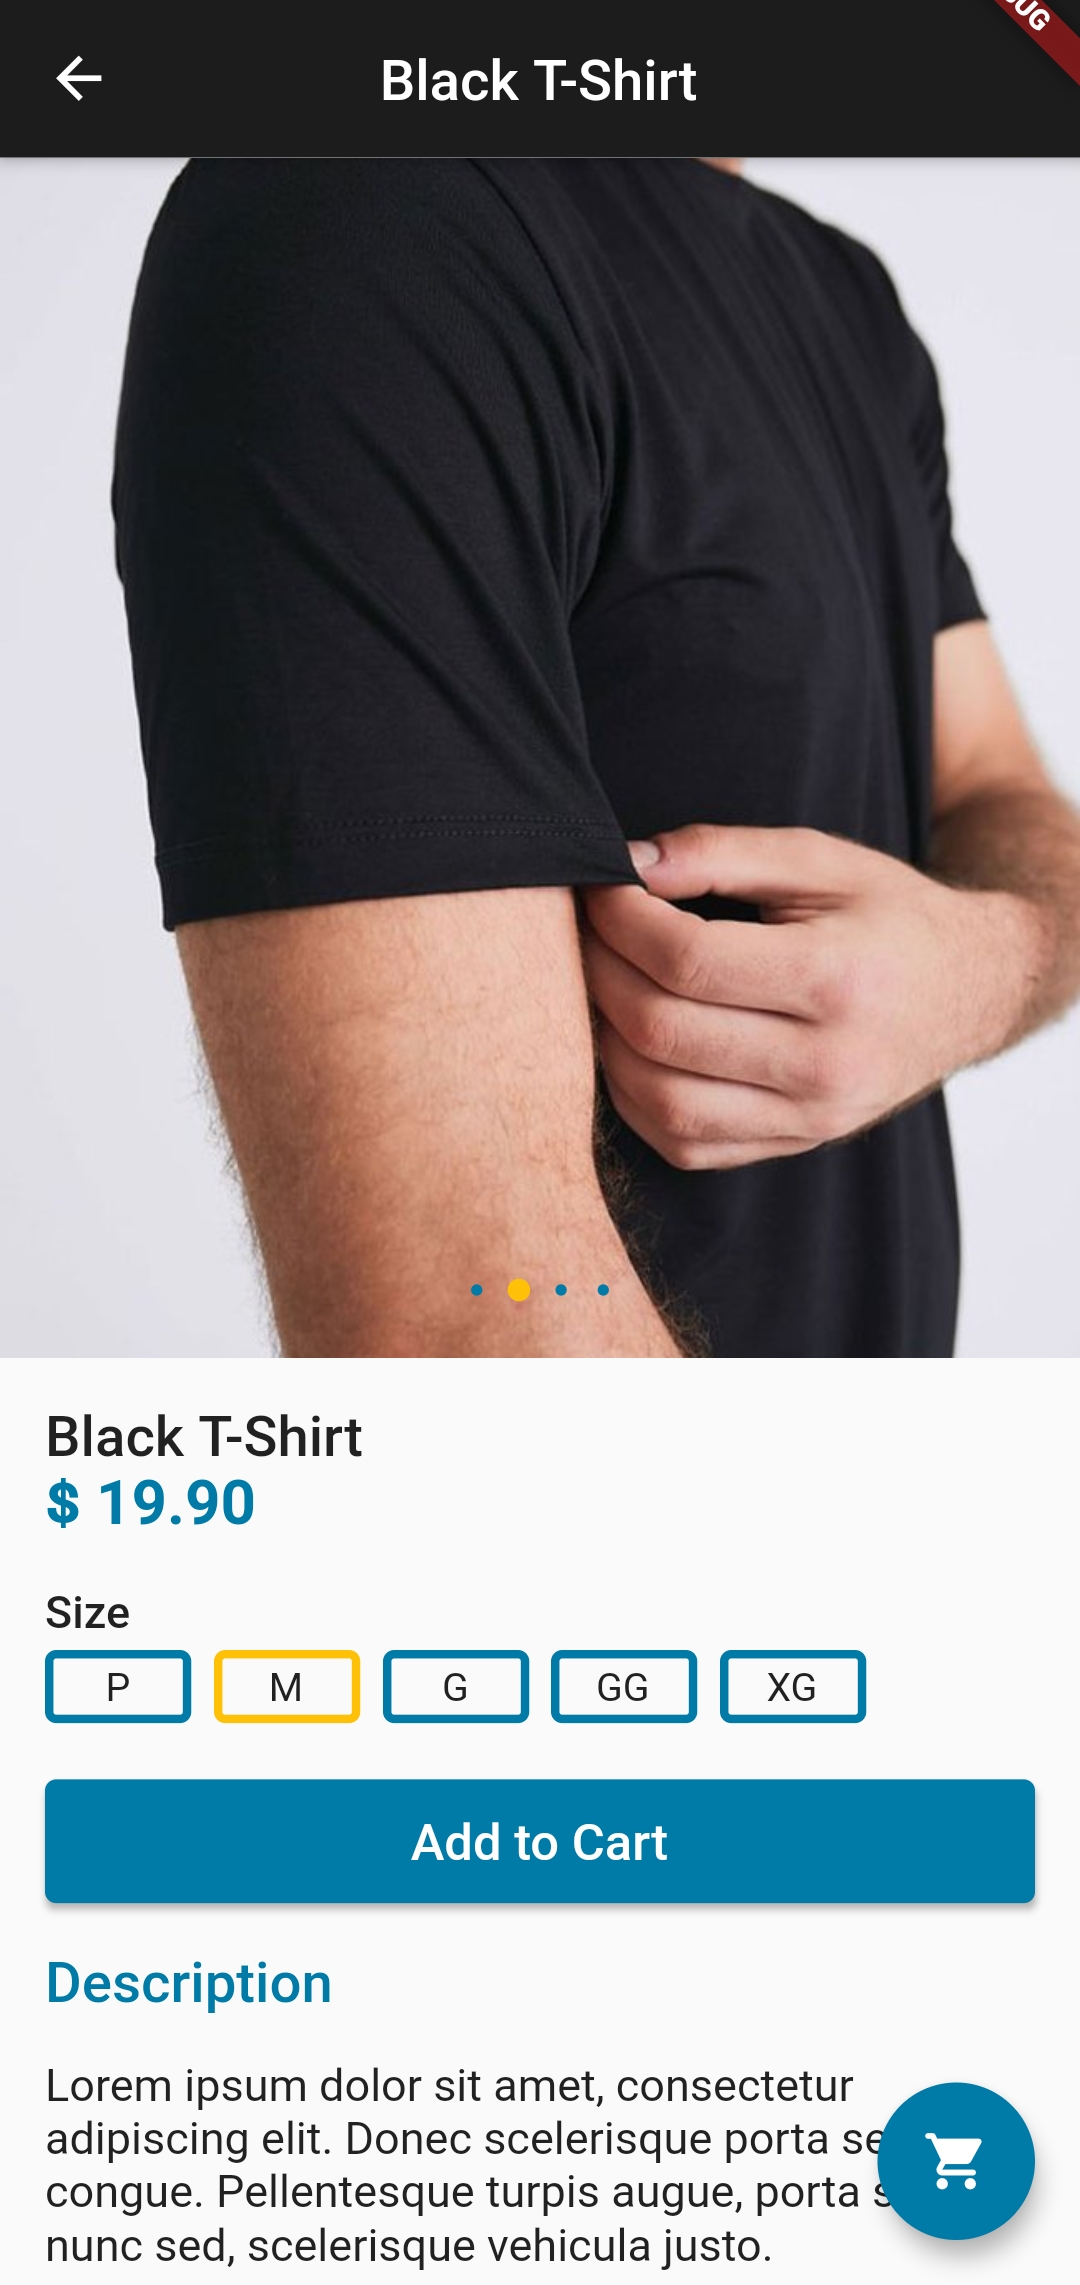 Black T-Shirt
Black T-Shirt
$ 19.90
Size
P M G GG XG
Add to Cart
Description
Lorem ipsum dolor sit amet, consectetur
adipiscing elit. Donec scelerisque porta
congue. Pellentesque turpis augue, porta
nunc sed, scelerisque vehicula justo.